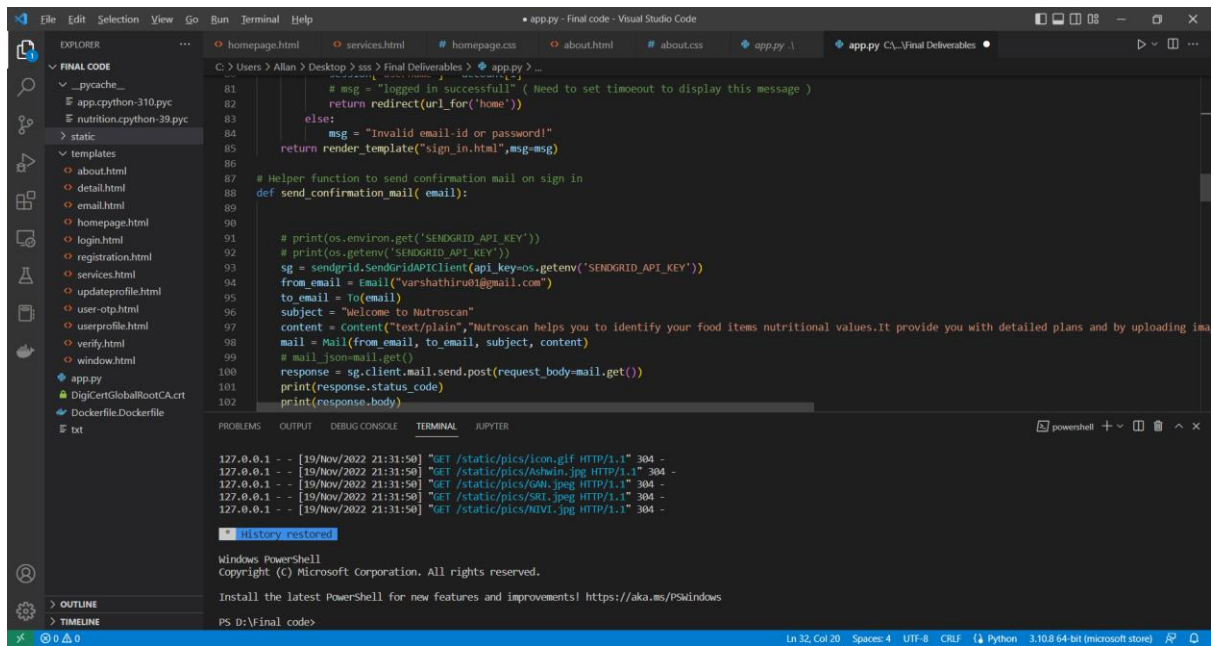 File Edit Selection View Go Run Terminal Help
● app.py - Final code - Visual Studio Code
EXPLORER
homepage.html services.html # homepage.css about.html # about.css app.py .\ app.py C:\...\Final Deliverables ●
FINAL CODE
C: > Users > Allan > Desktop > sss > Final Deliverables > app.py > ...
__pycache__
app.cpython-310.pyc
nutrition.cpython-39.pyc
static
templates
about.html
detail.html
email.html
homepage.html
login.html
registration.html
services.html
updateprofile.html
user-otp.html
userprofile.html
verify.html
window.html
app.py
DigiCertGlobalRootCA.crt
Dockerfile.Dockerfile
txt
OUTLINE
TIMELINE
81 # msg = "logged in successfull" ( Need to set timoeout to display this message )
82 return redirect(url_for('home'))
83 else:
84 msg = "Invalid email-id or password!"
85 return render_template("sign_in.html",msg=msg)
86
87 # Helper function to send confirmation mail on sign in
88 def send_confirmation_mail( email):
89
90
91 # print(os.environ.get('SENDGRID_API_KEY'))
92 # print(os.getenv('SENDGRID_API_KEY'))
93 sg = sendgrid.SendGridAPIClient(api_key=os.getenv('SENDGRID_API_KEY'))
94 from_email = Email("varshathiru01@gmail.com")
95 to_email = To(email)
96 subject = "Welcome to Nutroscan"
97 content = Content("text/plain","Nutroscan helps you to identify your food items nutritional values.It provide you with detailed plans and by uploading ima
98 mail = Mail(from_email, to_email, subject, content)
99 # mail_json=mail.get()
100 response = sg.client.mail.send.post(request_body=mail.get())
101 print(response.status_code)
102 print(response.body)
PROBLEMS OUTPUT DEBUG CONSOLE TERMINAL JUPYTER
powershell
127.0.0.1 - - [19/Nov/2022 21:31:50] "GET /static/pics/icon.gif HTTP/1.1" 304 -
127.0.0.1 - - [19/Nov/2022 21:31:50] "GET /static/pics/Ashwin.jpg HTTP/1.1" 304 -
127.0.0.1 - - [19/Nov/2022 21:31:50] "GET /static/pics/GAN.jpeg HTTP/1.1" 304 -
127.0.0.1 - - [19/Nov/2022 21:31:50] "GET /static/pics/SRI.jpeg HTTP/1.1" 304 -
127.0.0.1 - - [19/Nov/2022 21:31:50] "GET /static/pics/NIVI.jpg HTTP/1.1" 304 -
* History restored
Windows PowerShell
Copyright (C) Microsoft Corporation. All rights reserved.
Install the latest PowerShell for new features and improvements! https://aka.ms/PSWindows
PS D:\Final code>
0 0 Ln 32, Col 20 Spaces: 4 UTF-8 CRLF Python 3.10.8 64-bit (microsoft store)